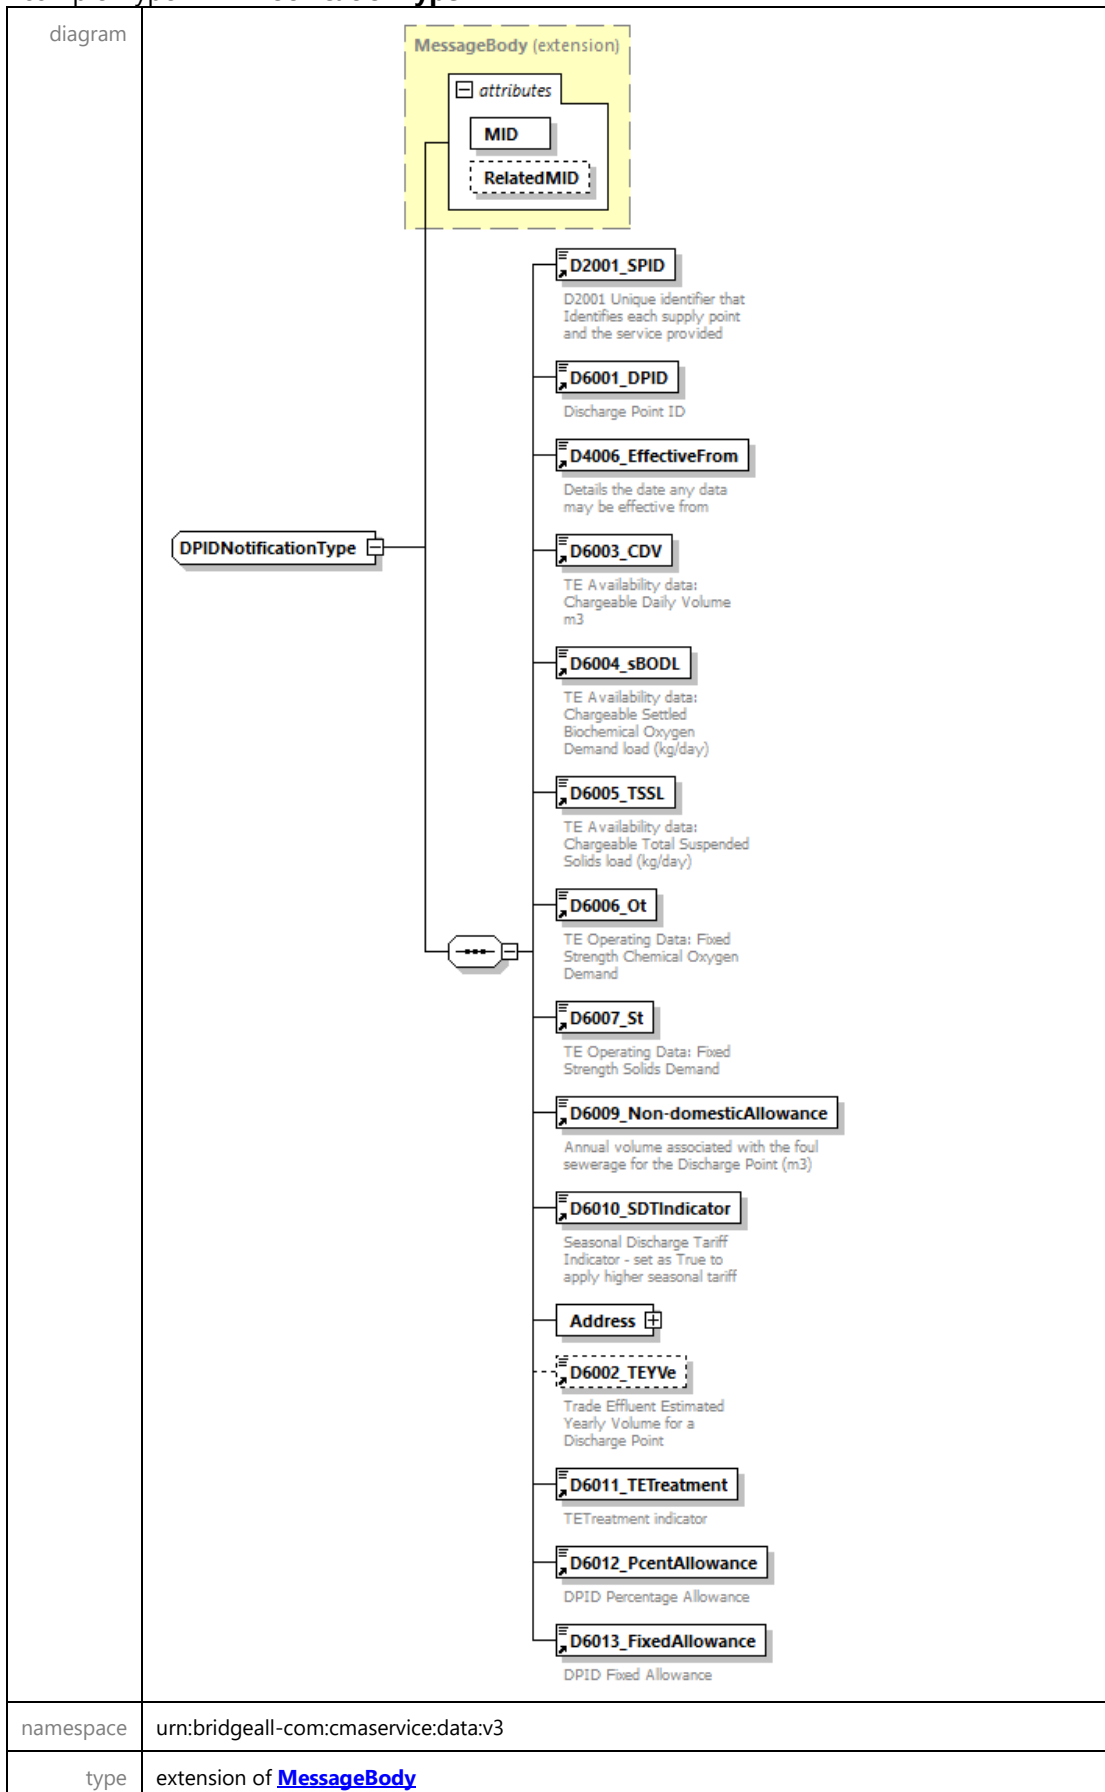 diagram
MessageBody (extension)
attributes
MID
RelatedMID
D2001_SPID
D2001 Unique identifier that
Identifies each supply point
and the service provided
D6001_DPID
Discharge Point ID
D4006_EffectiveFrom
Details the date any data
may be effective from
DPIDNotificationType
D6003_CDV
TE Availability data:
Chargeable Daily Volume
m3
D6004_sBODL
TE Availability data:
Chargeable Settled
Biochemical Oxygen
Demand load (kg/day)
D6005_TSSL
TE Availability data:
Chargeable Total Suspended
Solids load (kg/day)
D6006_Ot
TE Operating Data: Fixed
Strength Chemical Oxygen
Demand
D6007_St
TE Operating Data: Fixed
Strength Solids Demand
D6009_Non-domesticAllowance
Annual volume associated with the foul
sewerage for the Discharge Point (m3)
D6010_SDTIndicator
Seasonal Discharge Tariff
Indicator - set as True to
apply higher seasonal tariff
Address
D6002_TEYVe
Trade Effluent Estimated
Yearly Volume for a
Discharge Point
D6011_TETreatment
TETreatment indicator
D6012_PcentAllowance
DPID Percentage Allowance
D6013_FixedAllowance
DPID Fixed Allowance
namespace urn:bridgeall-com:cmaservice:data:v3
type extension of MessageBody